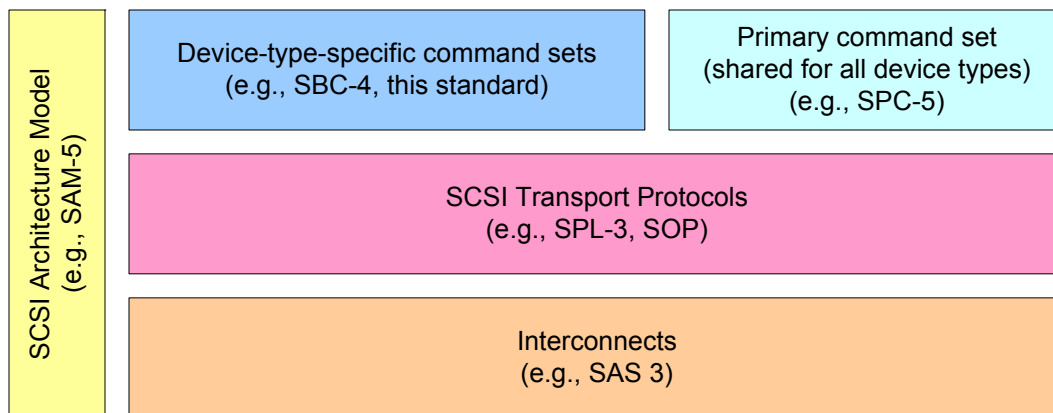 SCSI Architecture Model
(e.g., SAM-5)
Device-type-specific command sets
(e.g., SBC-4, this standard)
Primary command set
(shared for all device types)
(e.g., SPC-5)
SCSI Transport Protocols
(e.g., SPL-3, SOP)
Interconnects
(e.g., SAS 3)